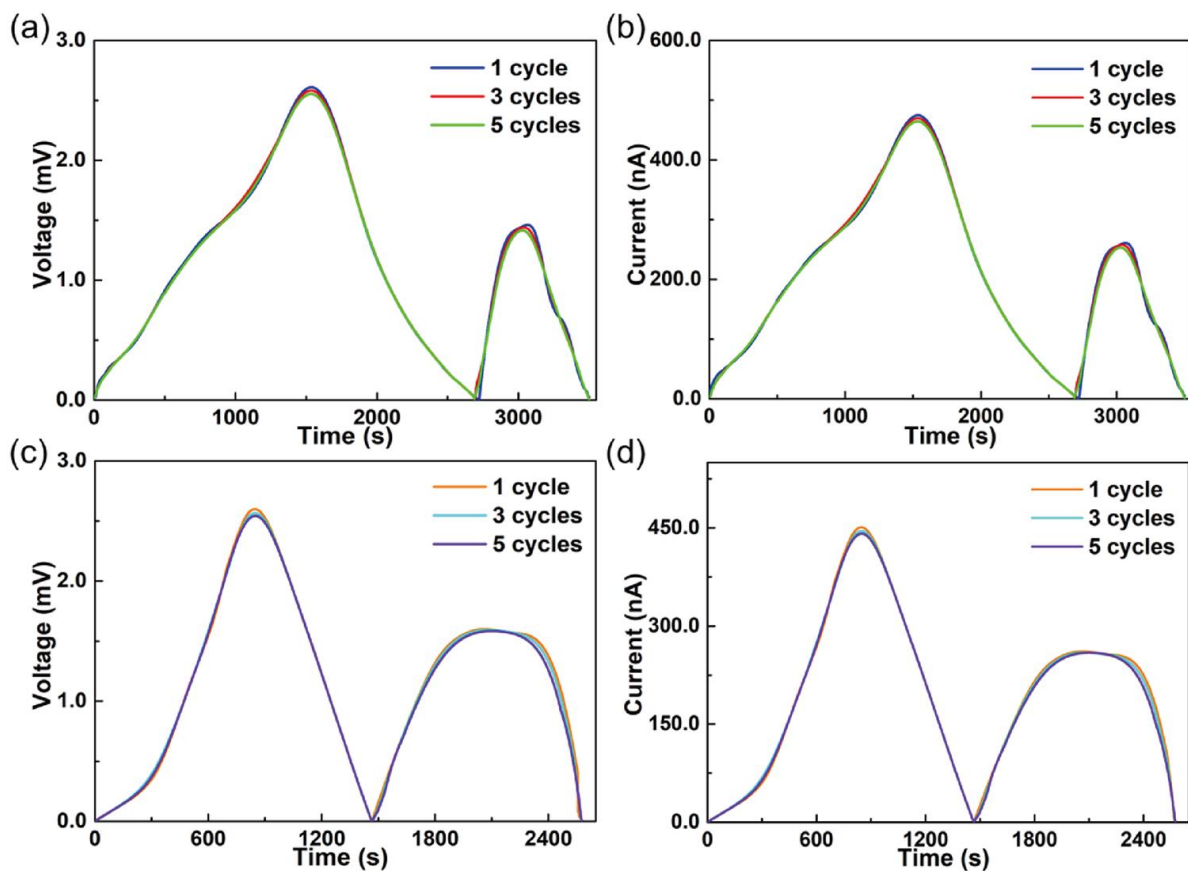 (a)
3.0
2.0
1.0
0.0
Voltage (mV)
1 cycle
3 cycles
5 cycles
0
1000
2000
3000
Time (s)
(b)
600.0
400.0
200.0
0.0
Current (nA)
1 cycle
3 cycles
5 cycles
0
1000
2000
3000
Time (s)
(c)
3.0
2.0
1.0
0.0
Voltage (mV)
1 cycle
3 cycles
5 cycles
0
600
1200
1800
2400
Time (s)
(d)
450.0
300.0
150.0
0.0
Current (nA)
1 cycle
3 cycles
5 cycles
0
600
1200
1800
2400
Time (s)